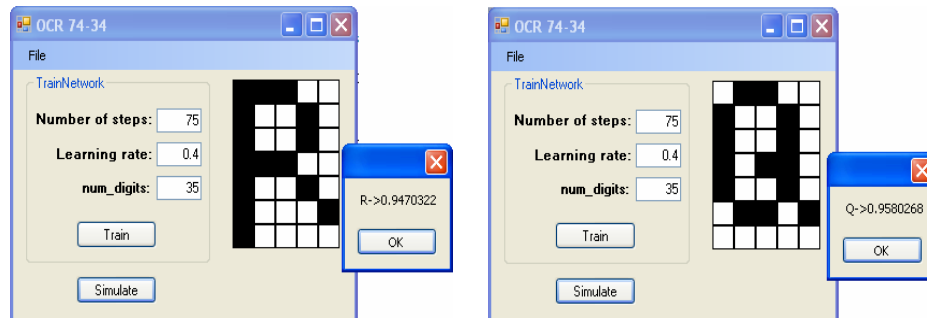 OCR 74-34
File
TrainNetwork
Number of steps: 75
Learning rate: 0.4
num_digits: 35
Train
Simulate
R->0.9470322
OK
OCR 74-34
File
TrainNetwork
Number of steps: 75
Learning rate: 0.4
num_digits: 35
Train
Simulate
Q->0.9580268
OK